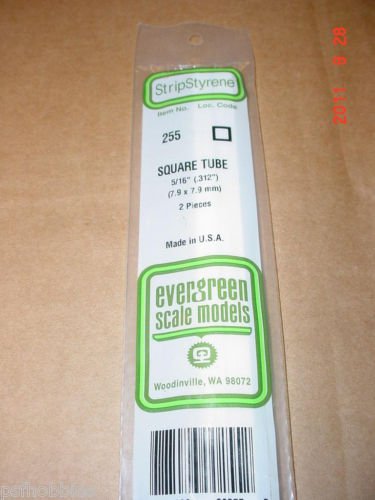 StripStyrene
Item No. Loc. Code
255
SQUARE TUBE
5/16" (.312")
(7.9 x 7.9 mm)
2 Pieces
Made in U.S.A.
evergreen
scale models
Woodinville, WA 98072
2011 8 28